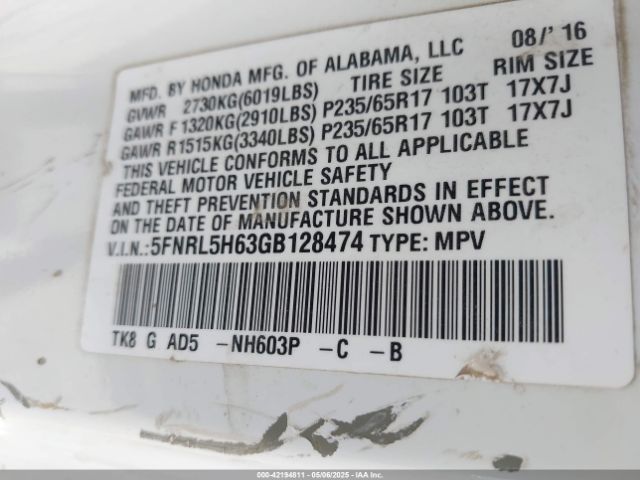 MFD. BY HONDA MFG. OF ALABAMA, LLC 08/'16
GVWR 2730KG(6019LBS) TIRE SIZE RIM SIZE
GAWR F 1320KG(2910LBS) P235/65R17 103T 17X7J
GAWR R 1515KG(3340LBS) P235/65R17 103T 17X7J
THIS VEHICLE CONFORMS TO ALL APPLICABLE
FEDERAL MOTOR VEHICLE SAFETY
AND THEFT PREVENTION STANDARDS IN EFFECT
ON THE DATE OF MANUFACTURE SHOWN ABOVE.
V.I.N.: 5FNRL5H63GB128474 TYPE: MPV
TK8 G AD5 -NH603P -C -B
000-42194811 - 05/06/2025 - IAA Inc.